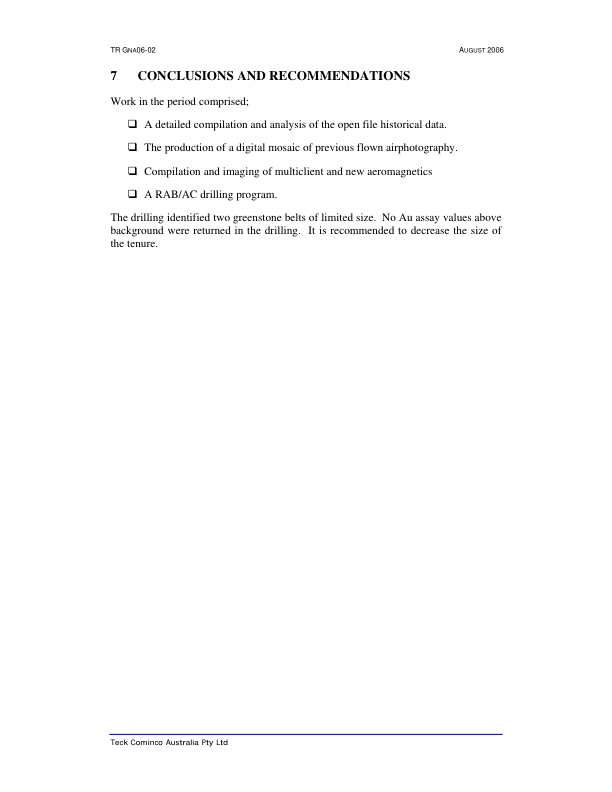 TR GNA06-02 AUGUST 2006
7 CONCLUSIONS AND RECOMMENDATIONS
Work in the period comprised;
❑ A detailed compilation and analysis of the open file historical data.
❑ The production of a digital mosaic of previous flown airphotography.
❑ Compilation and imaging of multiclient and new aeromagnetics
❑ A RAB/AC drilling program.
The drilling identified two greenstone belts of limited size. No Au assay values above
background were returned in the drilling. It is recommended to decrease the size of
the tenure.
Teck Cominco Australia Pty Ltd